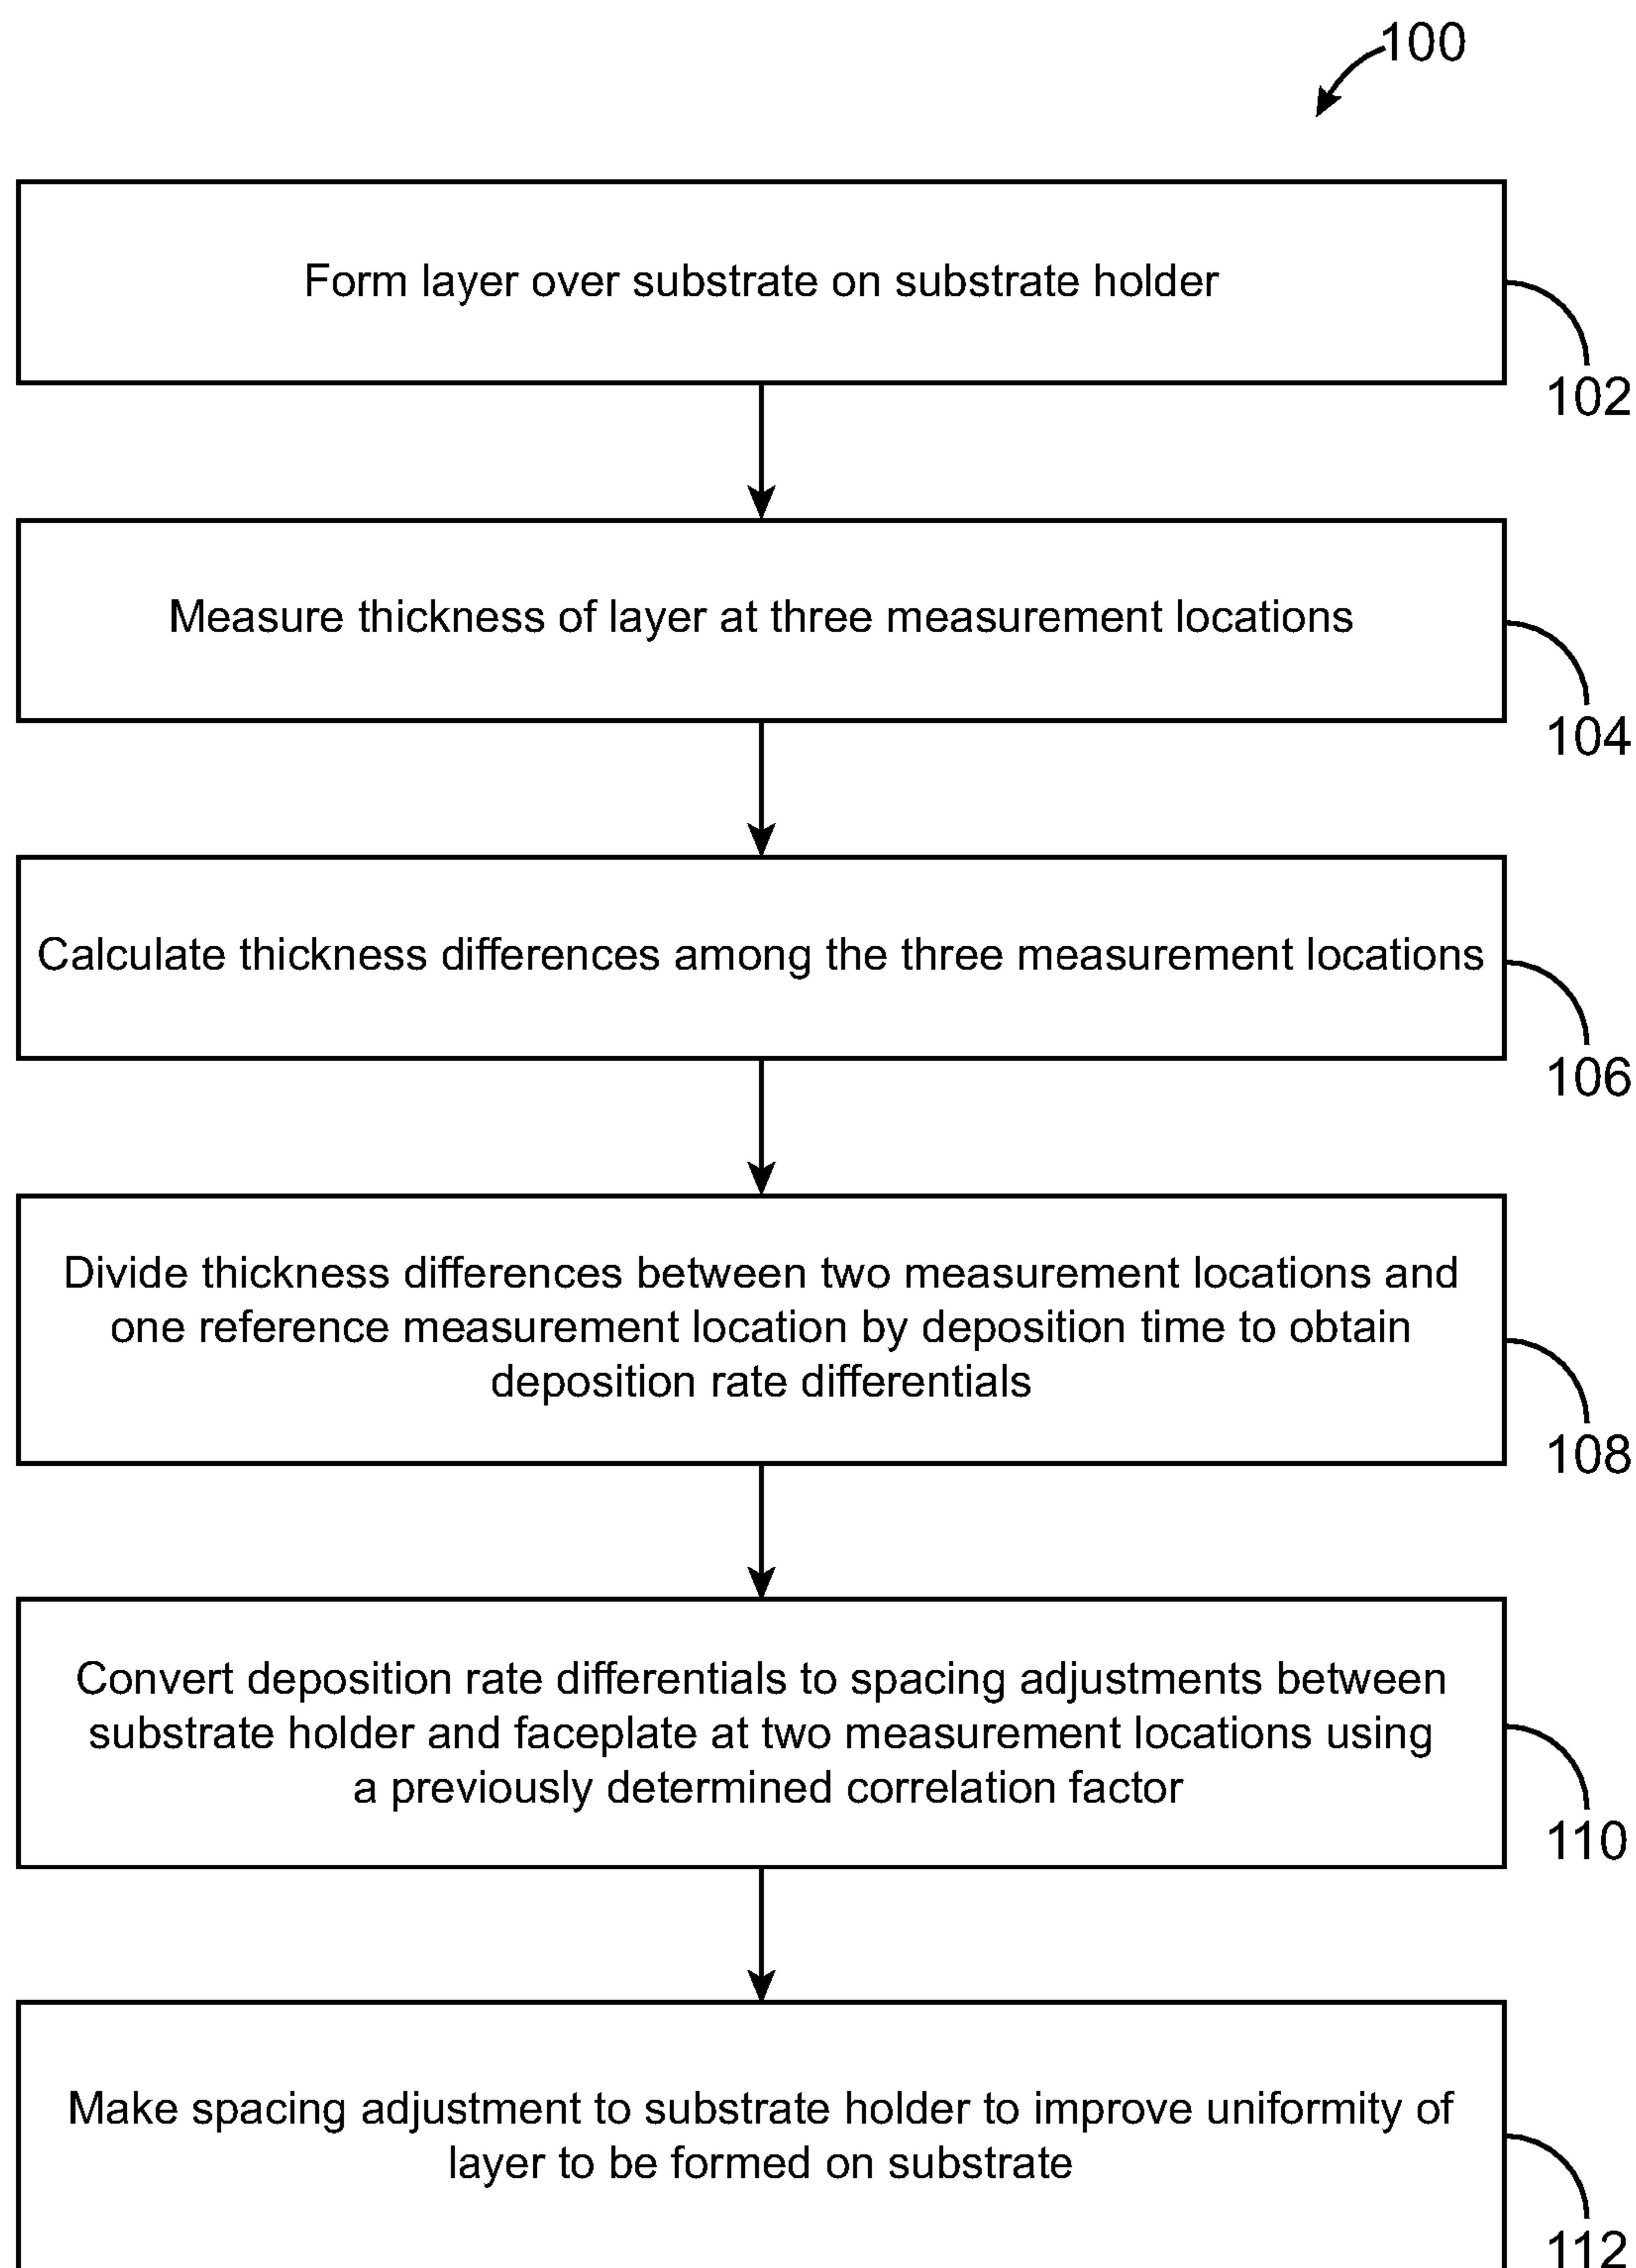 100
Form layer over substrate on substrate holder
102
Measure thickness of layer at three measurement locations
104
Calculate thickness differences among the three measurement locations
106
Divide thickness differences between two measurement locations and
one reference measurement location by deposition time to obtain
deposition rate differentials
108
Convert deposition rate differentials to spacing adjustments between
substrate holder and faceplate at two measurement locations using
a previously determined correlation factor
110
Make spacing adjustment to substrate holder to improve uniformity of
layer to be formed on substrate
112